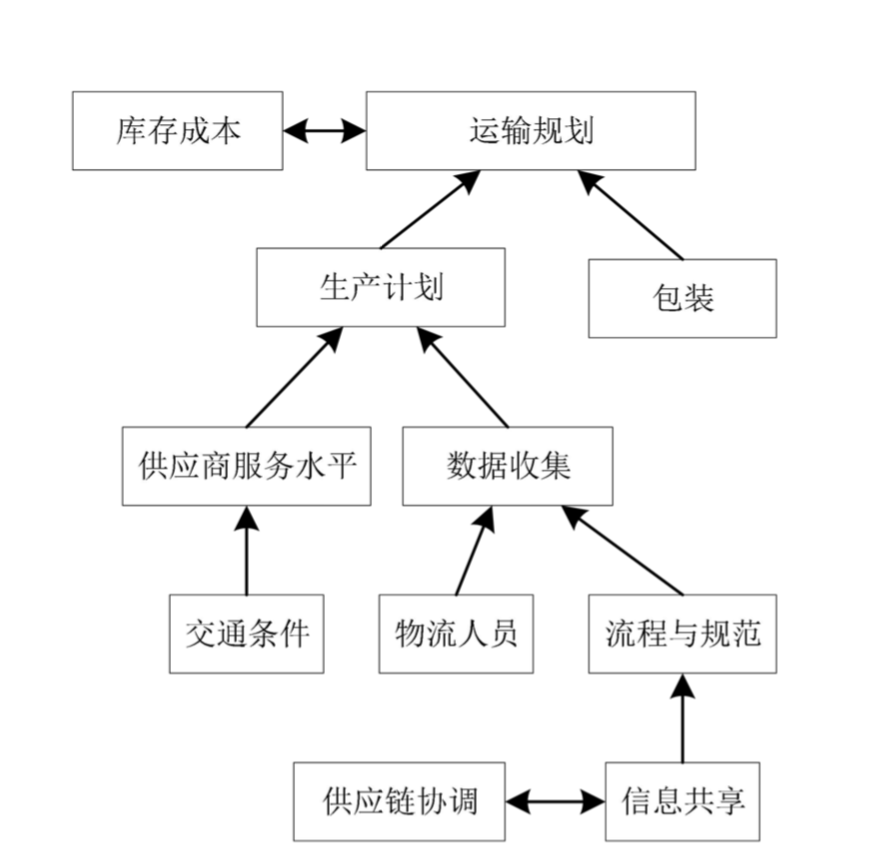 库存成本
运输规划
生产计划
包装
供应商服务水平
数据收集
交通条件
物流人员
流程与规范
供应链协调
信息共享